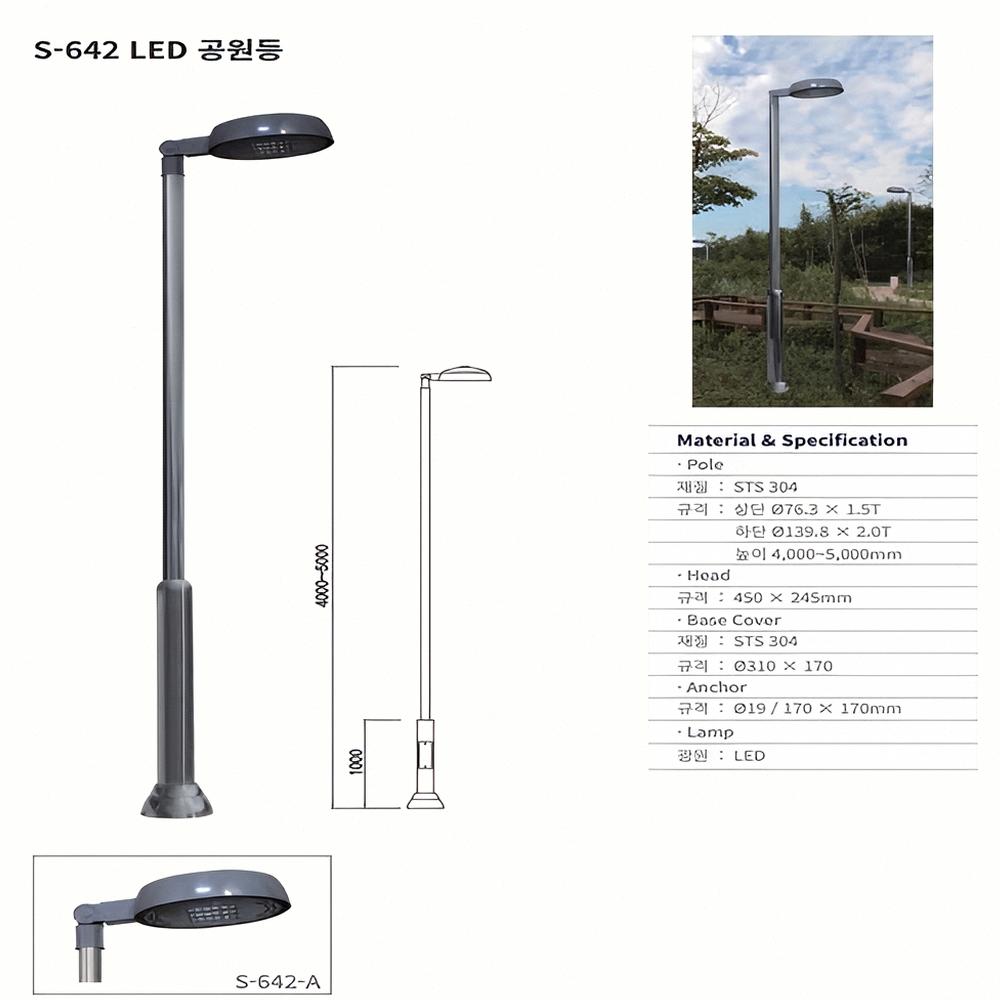 S-642 LED 공원등
4000~5000
1000
Material & Specification
· Pole
재질 : STS 304
규격 : 상단 Ø76.3 × 1.5T
하단 Ø139.8 × 2.0T
높이 4,000~5,000mm
· Head
규격 : 450 × 245mm
· Base Cover
재질 : STS 304
규격 : Ø310 × 170
· Anchor
규격 : Ø19 / 170 × 170mm
· Lamp
광원 : LED
S-642-A